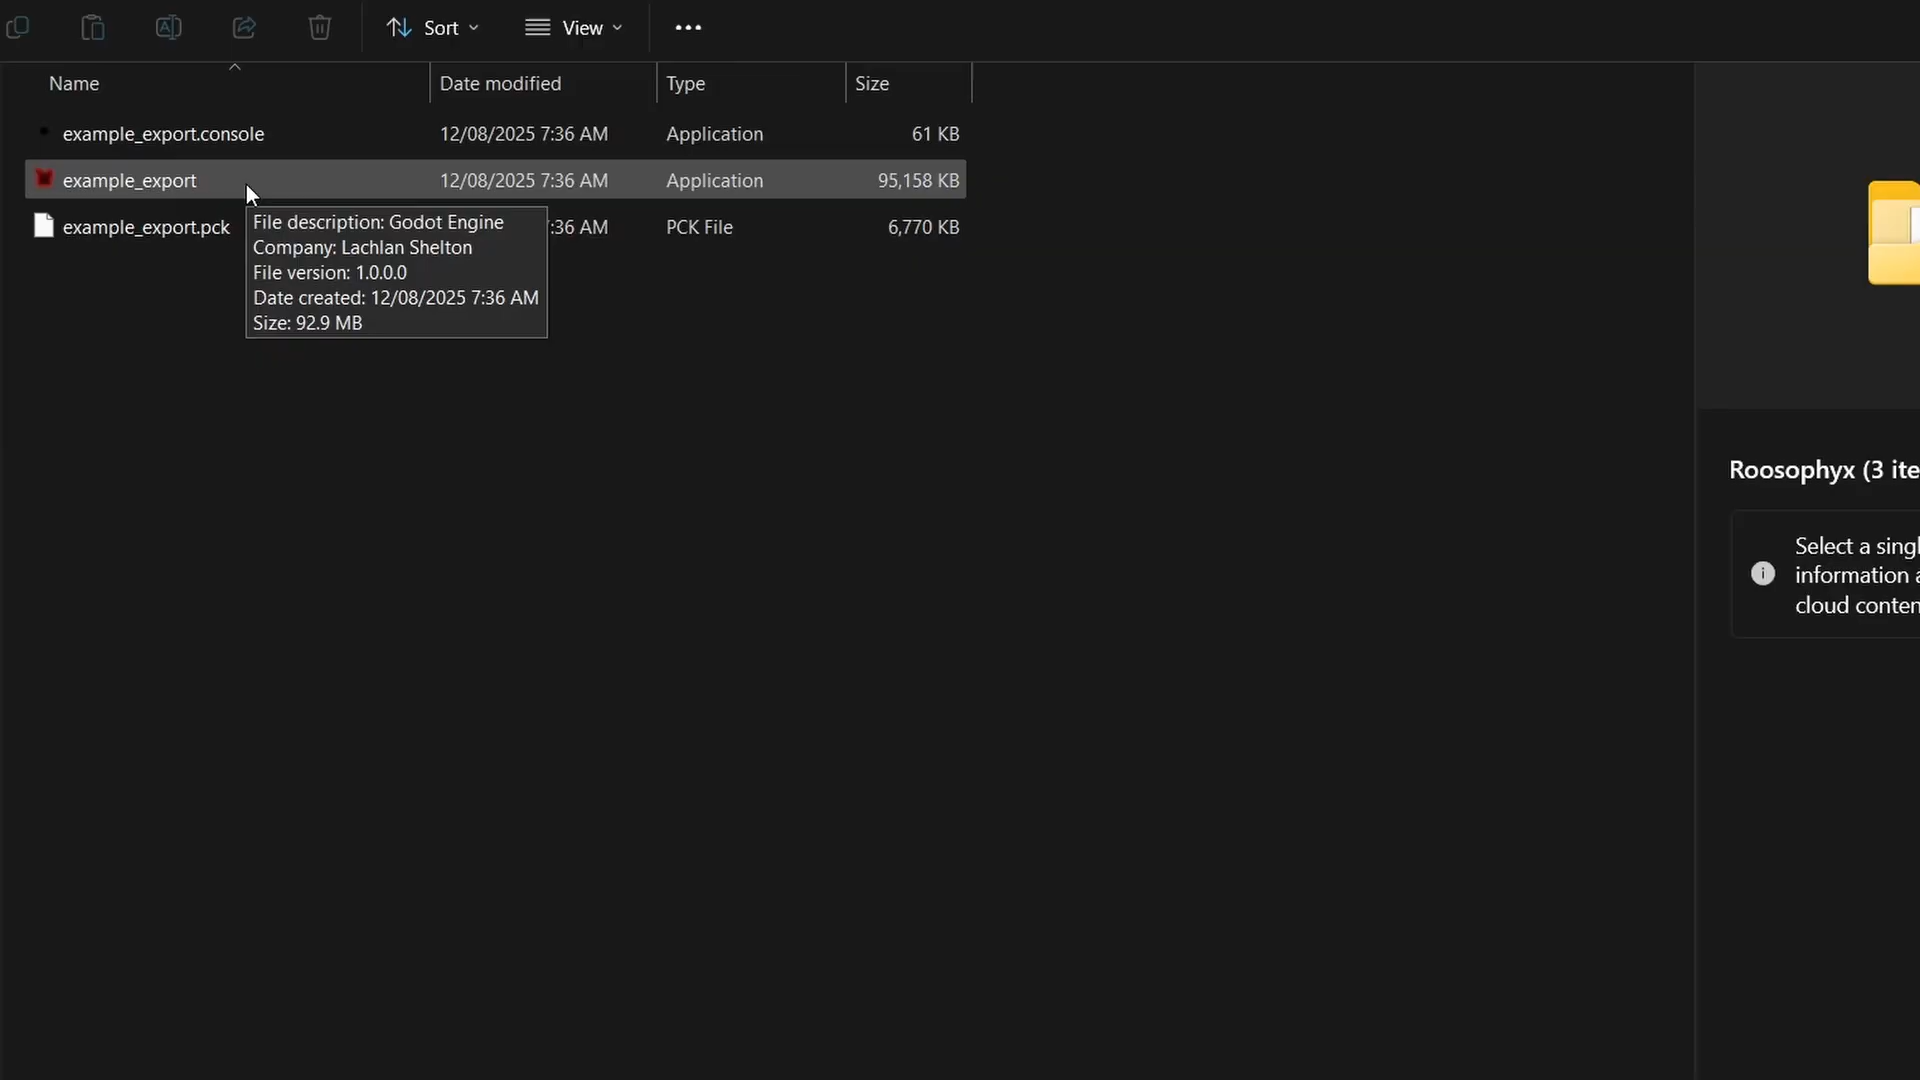 Sort
View
Name
Date modified
Type
Size
example_export.console
12/08/2025 7:36 AM
Application
61 KB
example_export
12/08/2025 7:36 AM
Application
95,158 KB
example_export.pck
:36 AM
PCK File
6,770 KB
File description: Godot Engine
Company: Lachlan Shelton
File version: 1.0.0.0
Date created: 12/08/2025 7:36 AM
Size: 92.9 MB
Roosophyx (3 ite
Select a singl
information a
cloud conten